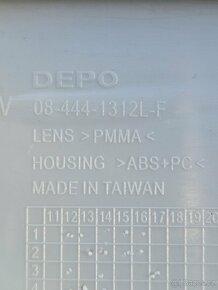 DEPO
V 08-444-1312L-F
LENS >PMMA<
HOUSING >ABS+PC<
MADE IN TAIWAN
11 12 13 14 15 16 17 18 19 20
1
2
3